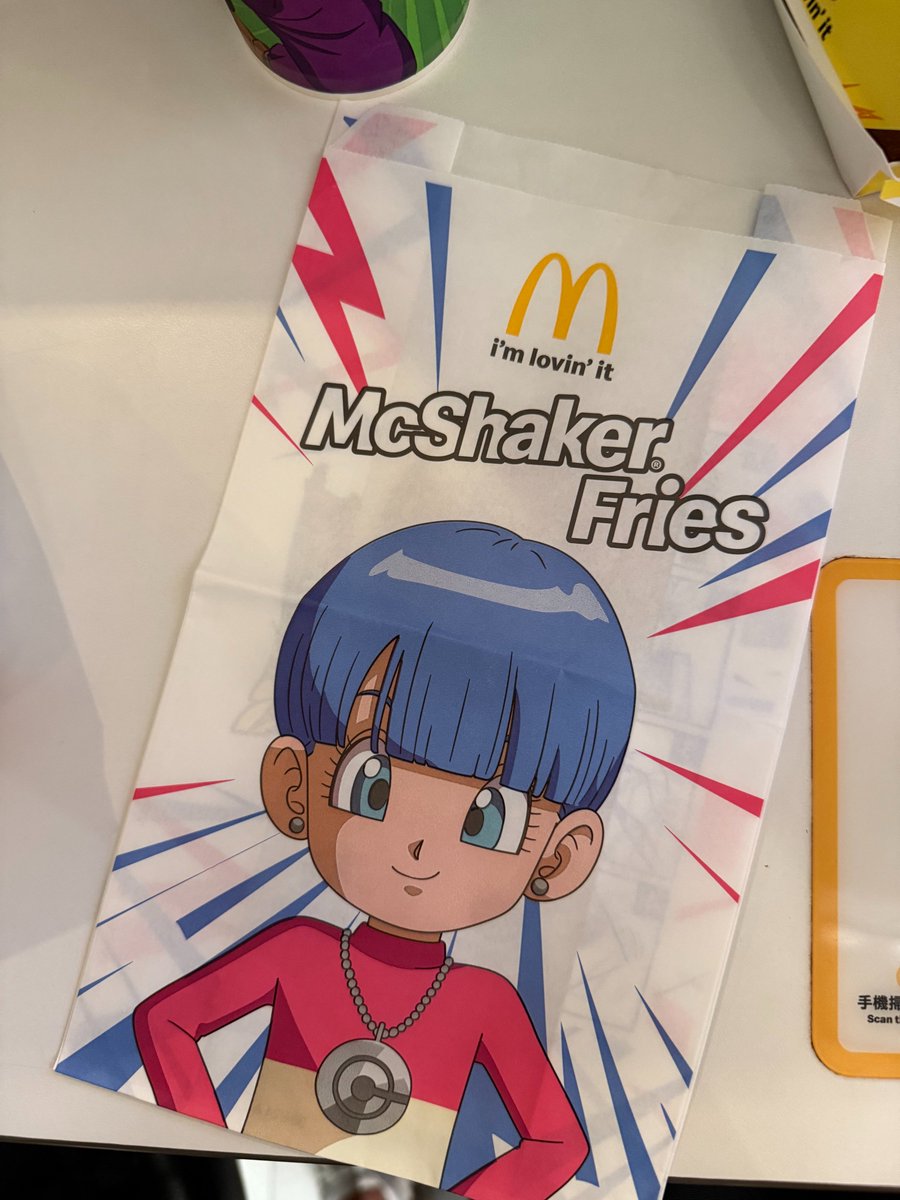 i'm lovin' it
McShaker®
Fries
手機掃
Scan t